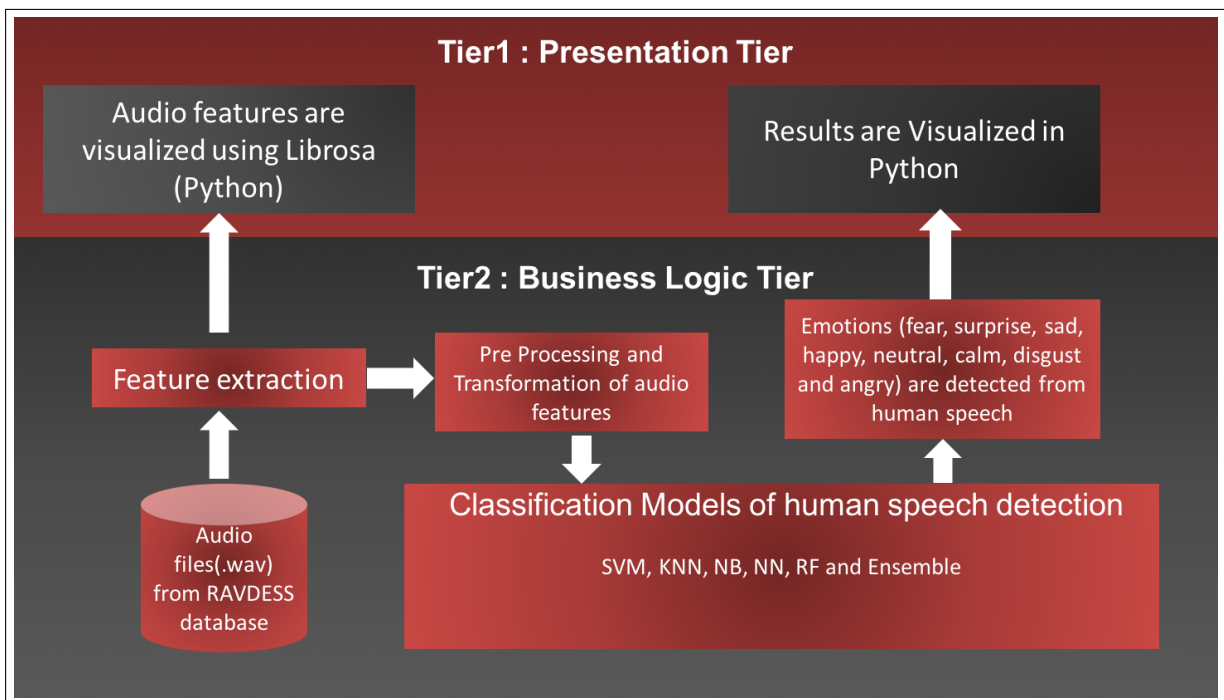 Tier1 : Presentation Tier
Audio features are
visualized using Librosa
(Python)
Results are Visualized in
Python
Tier2 : Business Logic Tier
Feature extraction
Pre Processing and
Transformation of audio
features
Emotions (fear, surprise, sad,
happy, neutral, calm, disgust
and angry) are detected from
human speech
Audio
files(.wav)
from RAVDESS
database
Classification Models of human speech detection
SVM, KNN, NB, NN, RF and Ensemble